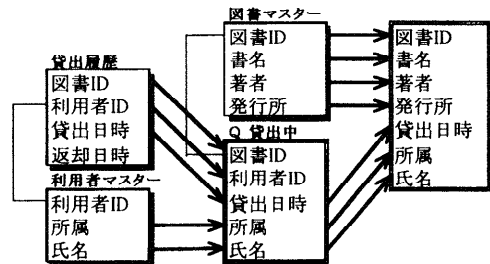 貸出履歴
図書ID
利用者ID
貸出日時
返却日時
利用者マスター
利用者ID
所属
氏名
図書マスター
図書ID
書名
著者
発行所
Q 貸出中
図書ID
利用者ID
貸出日時
所属
氏名
図書ID
書名
著者
発行所
貸出日時
所属
氏名